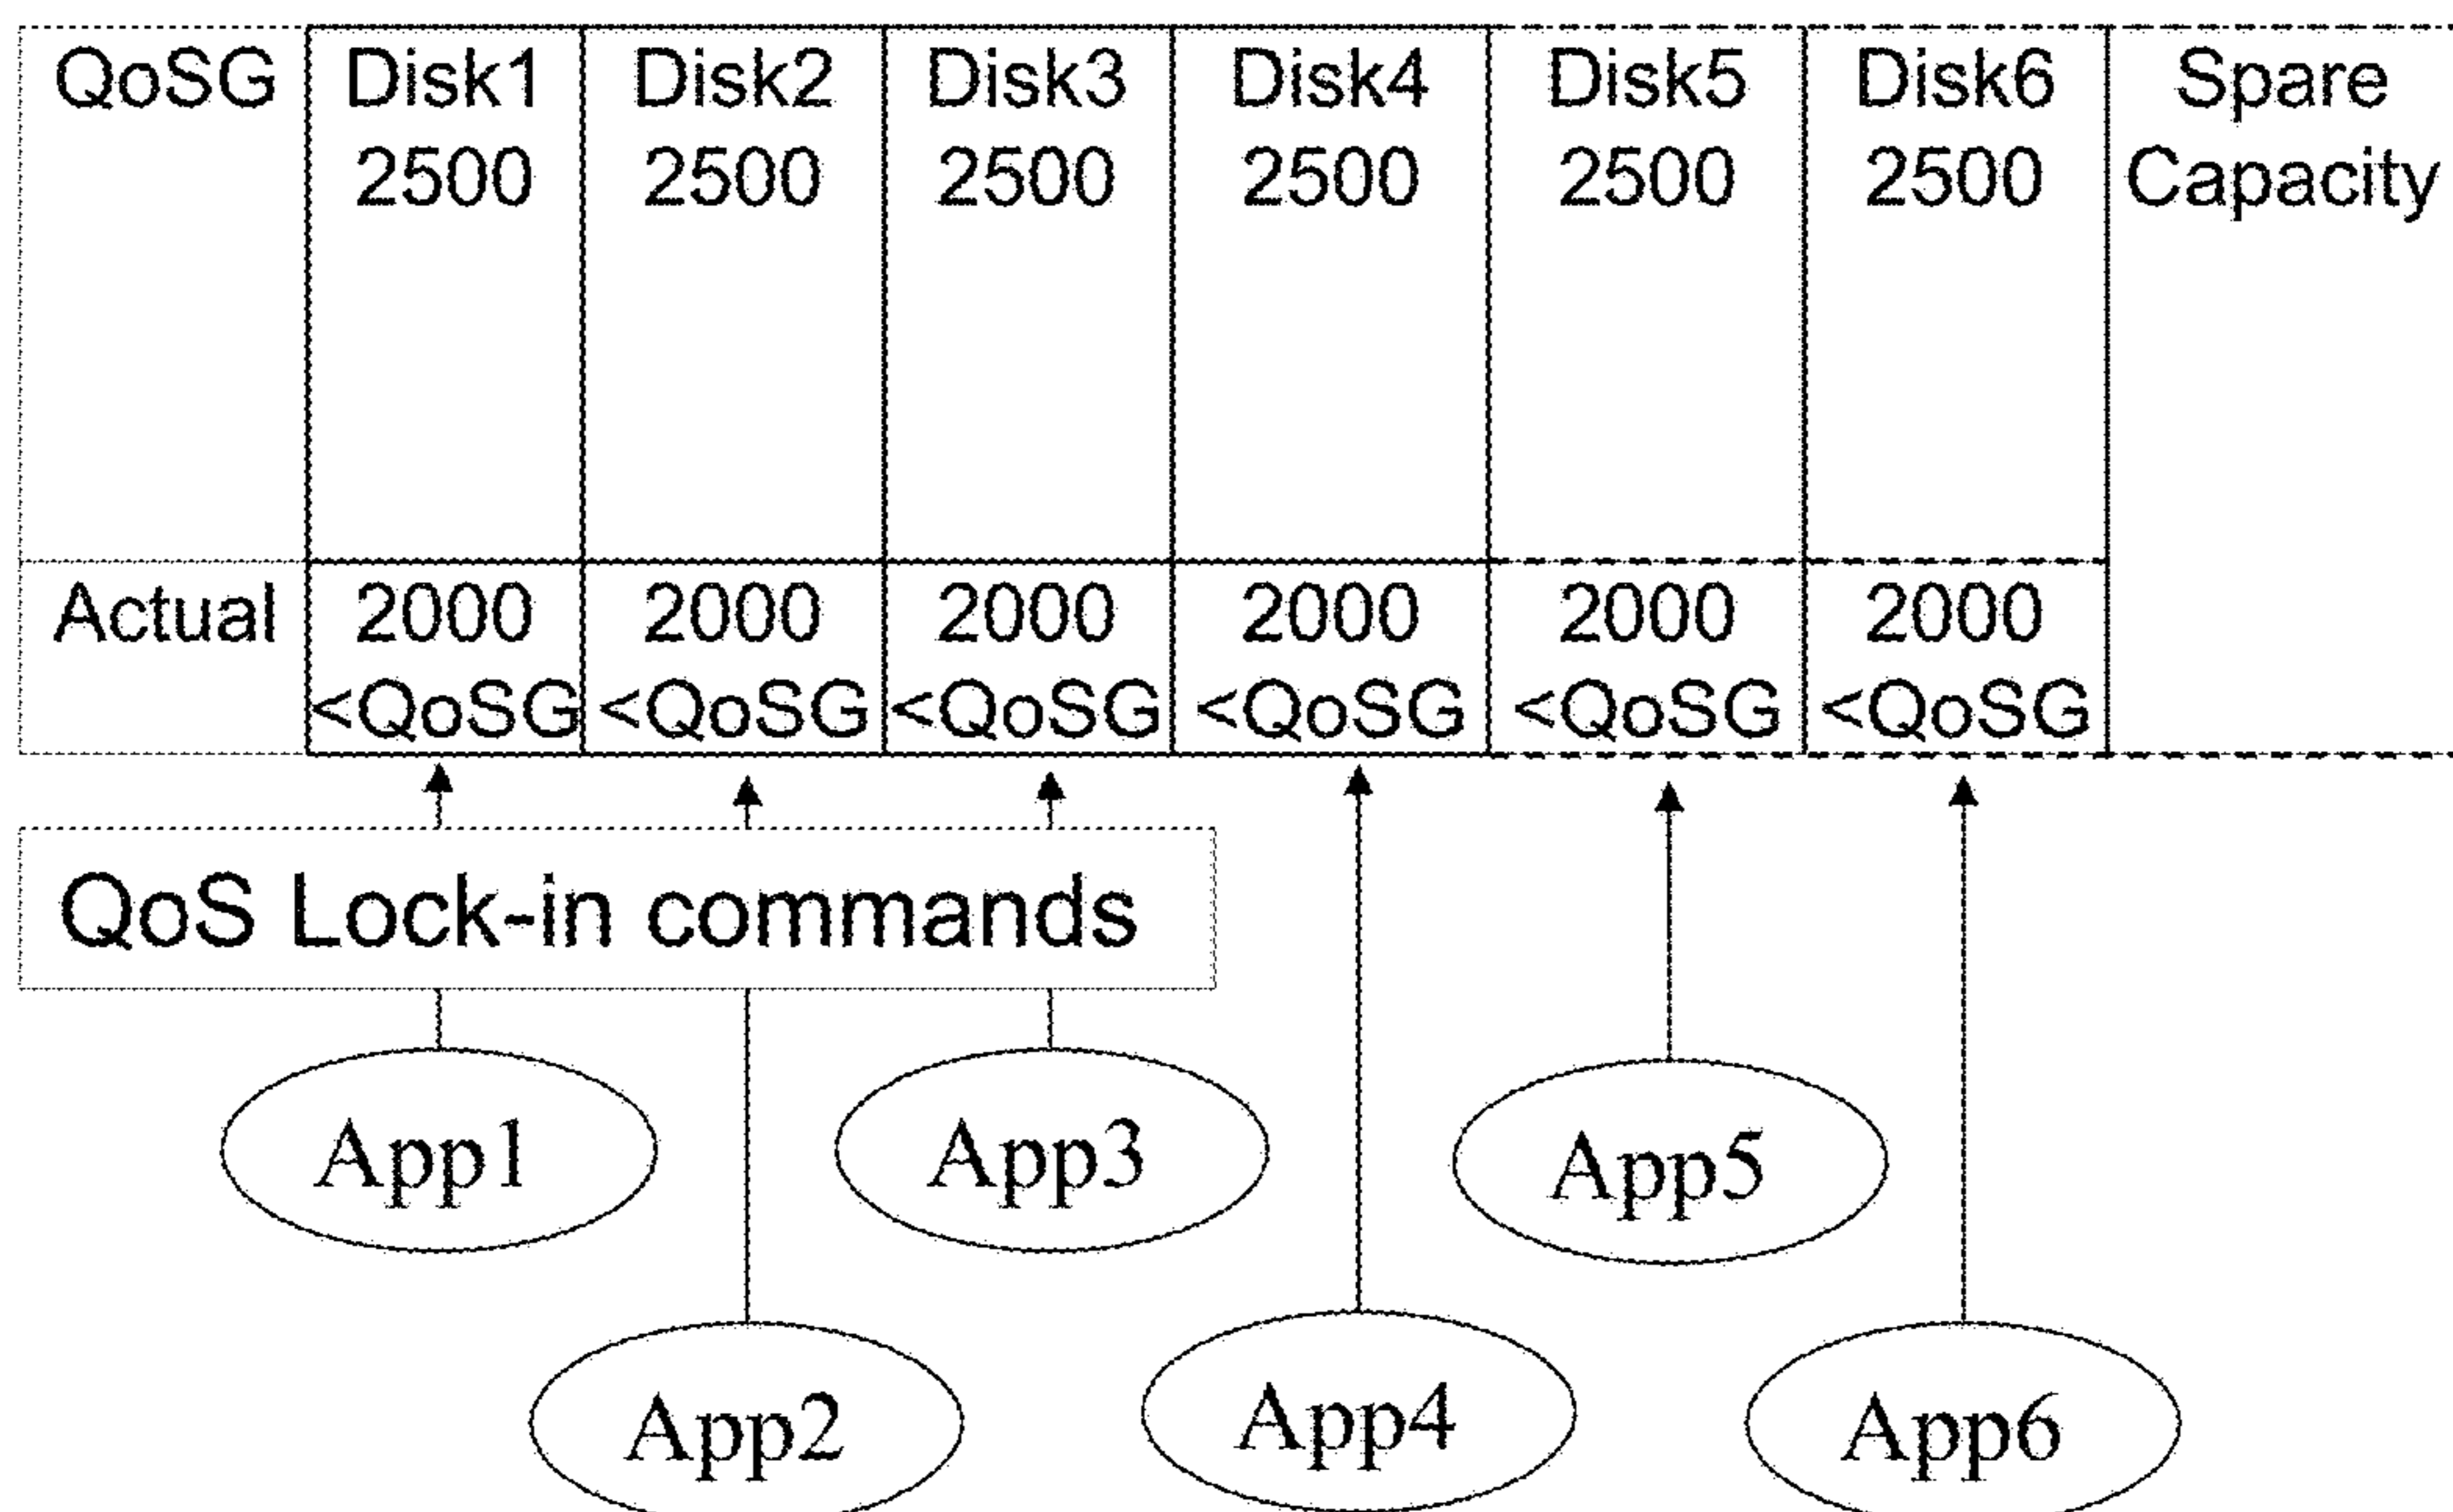 QoSG Disk1 Disk2 Disk3 Disk4 Disk5 Disk6 Spare
2500 2500 2500 2500 2500 2500 Capacity
Actual 2000 2000 2000 2000 2000 2000
<QoSG <QoSG <QoSG <QoSG <QoSG <QoSG
QoS Lock-in commands
App1 App3 App5
App2 App4 App6